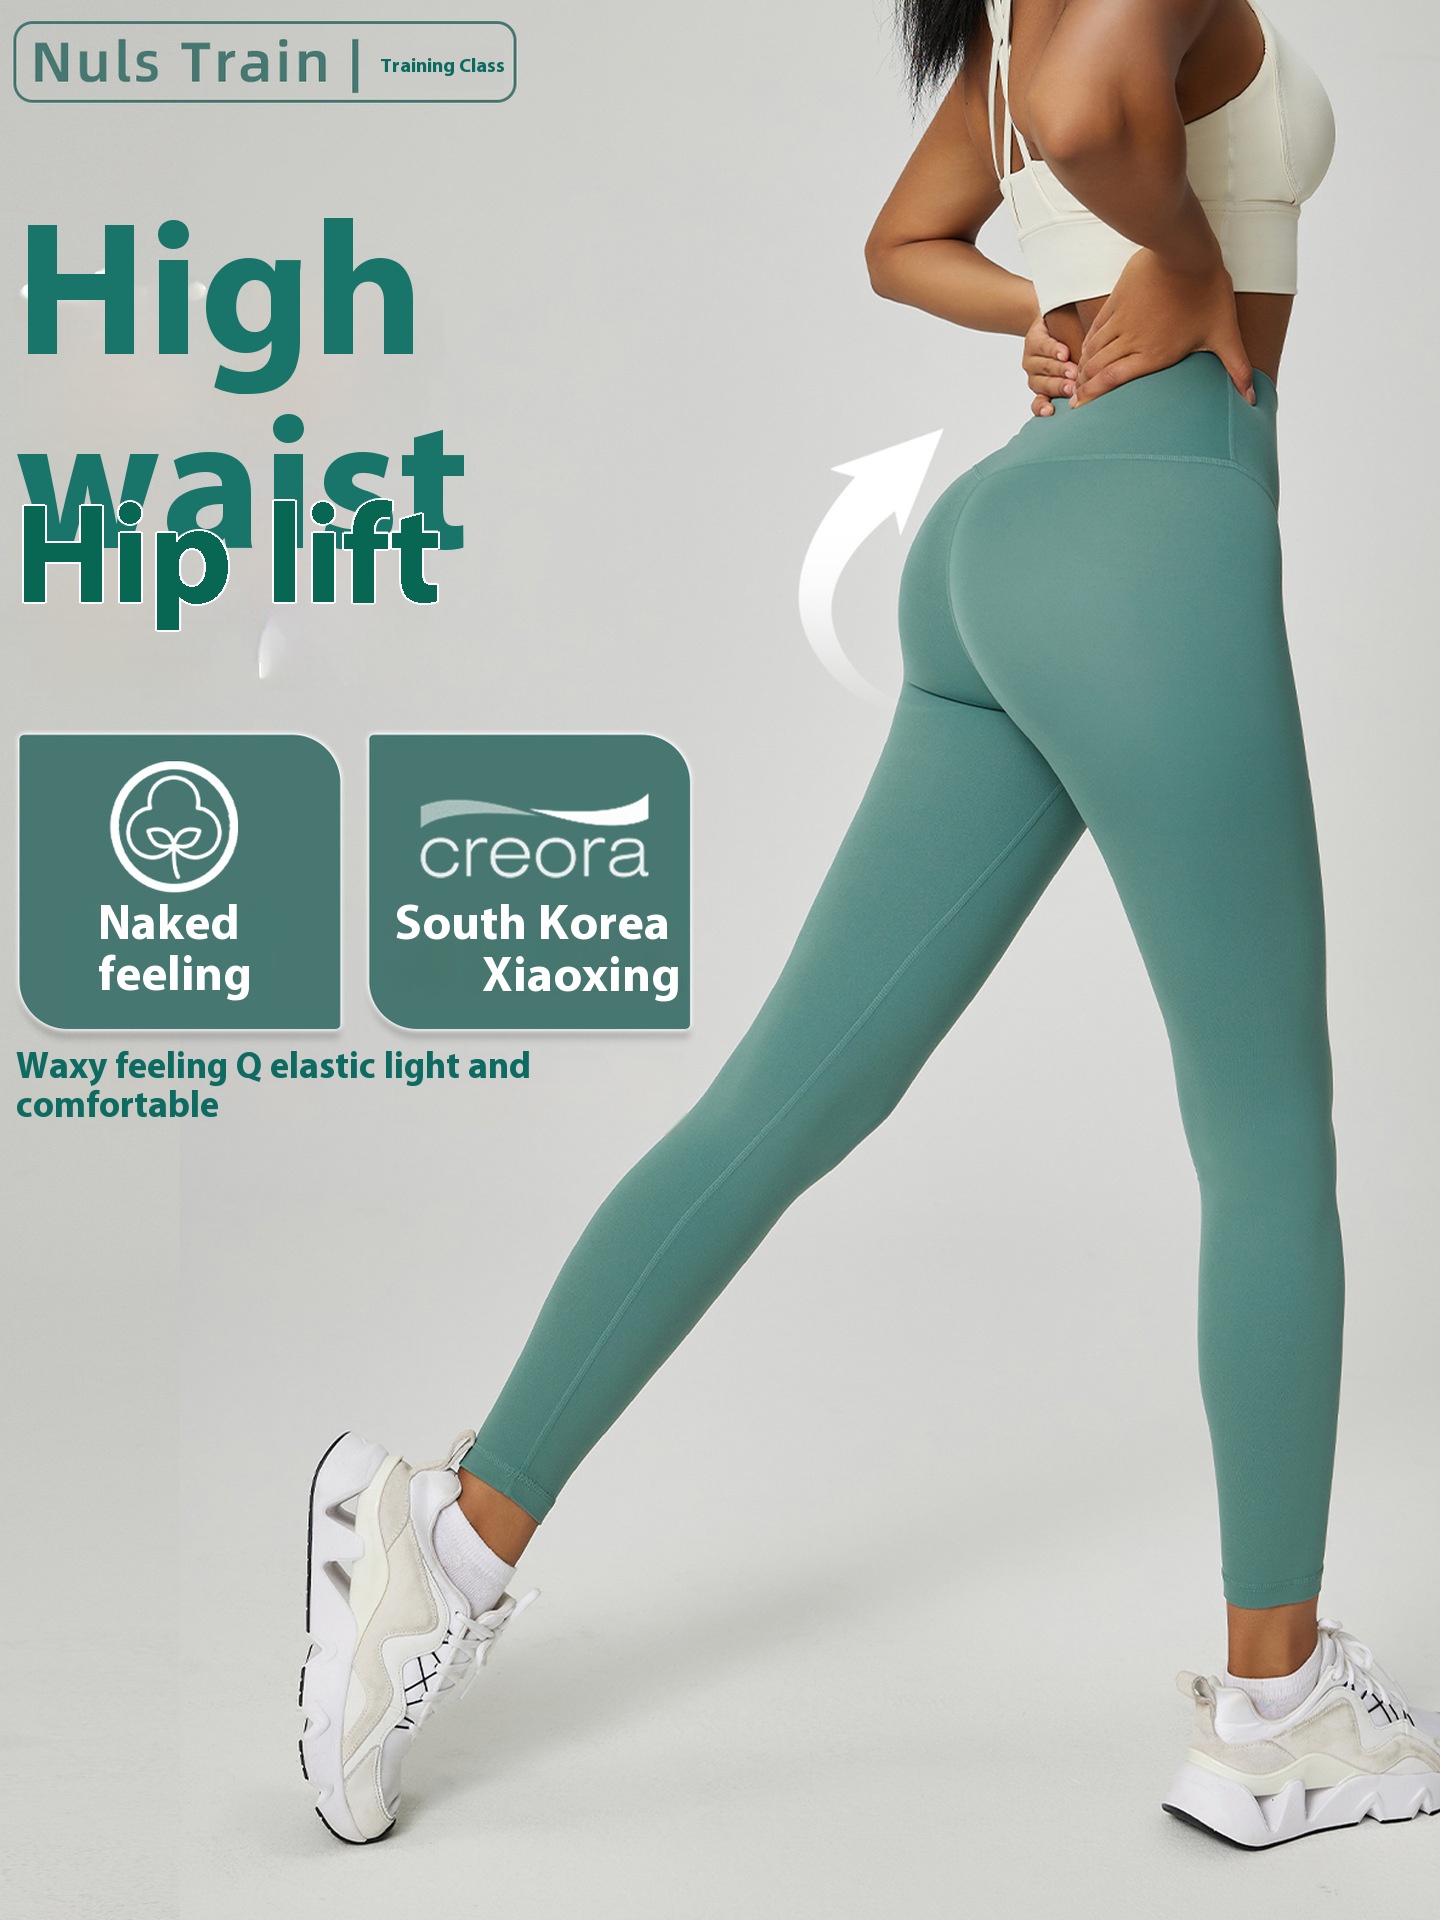 Nuls Train | Training Class
High
waist
Hip lift
Naked
feeling
creora
South Korea
Xiaoxing
Waxy feeling Q elastic light and
comfortable